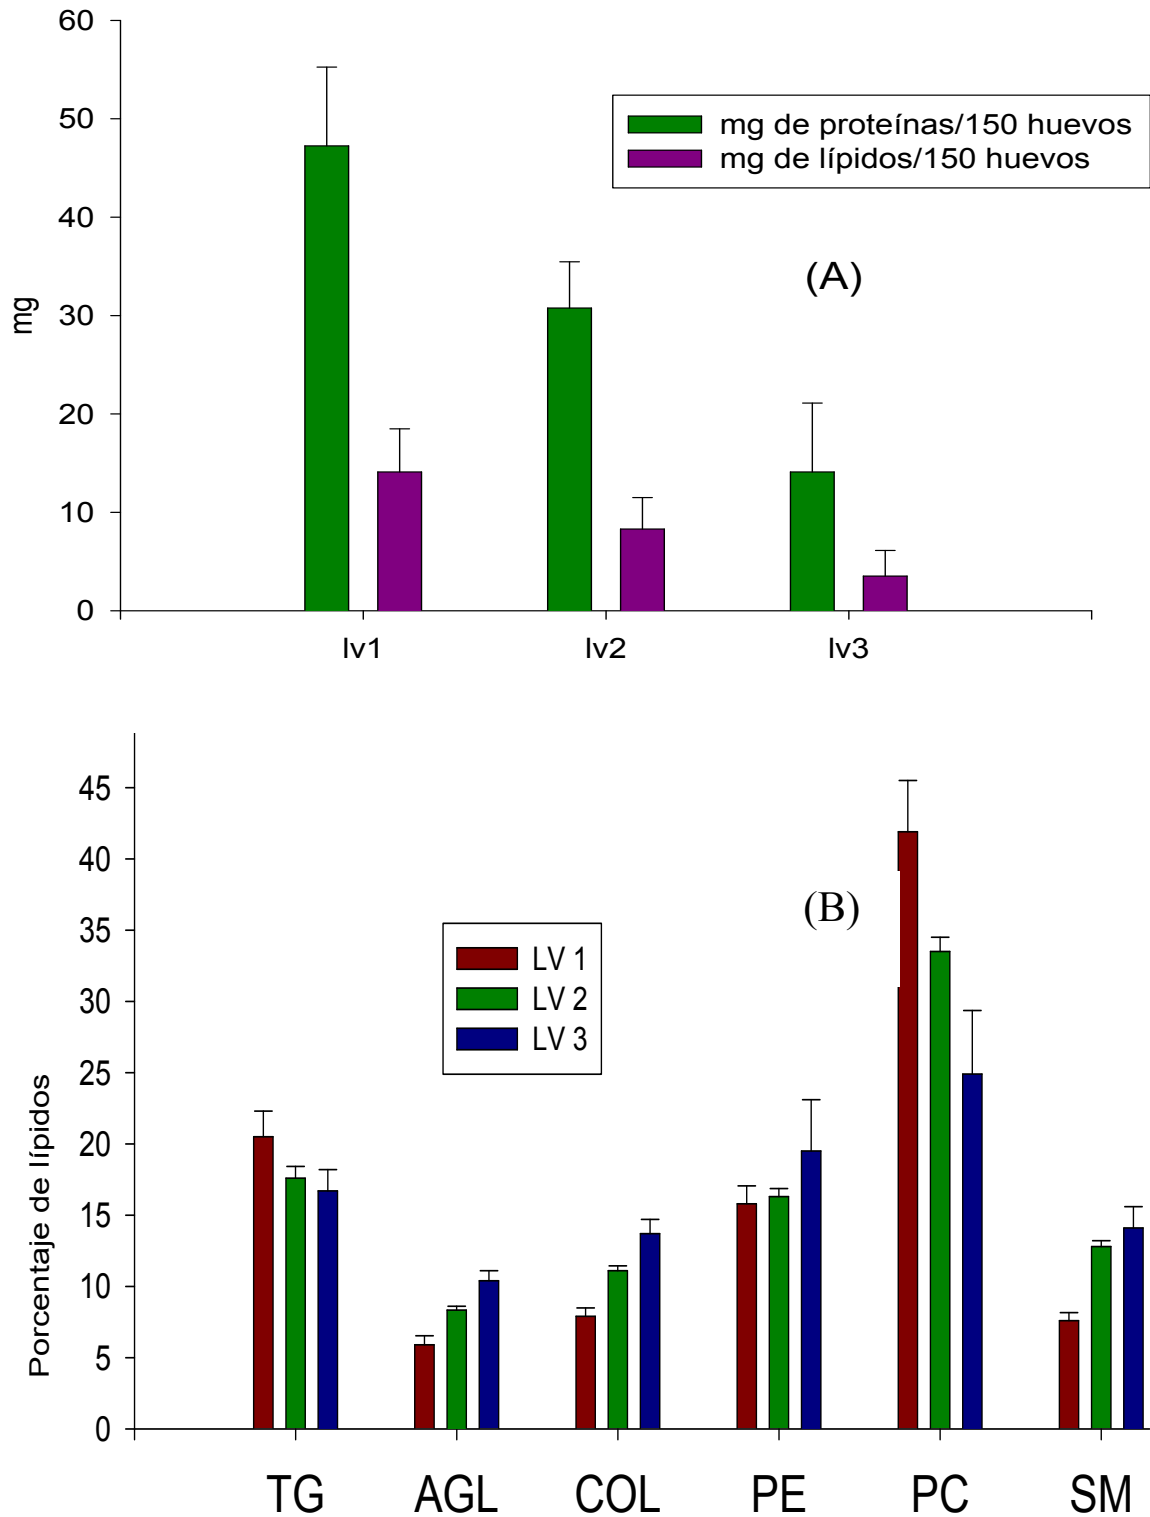 60
50
40
30
20
10
0
mg
mg de proteínas/150 huevos
mg de lípidos/150 huevos
(A)
lv1 lv2 lv3
45
40
35
30
25
20
15
10
5
0
Porcentaje de lípidos
(B)
LV 1
LV 2
LV 3
TG AGL COL PE PC SM